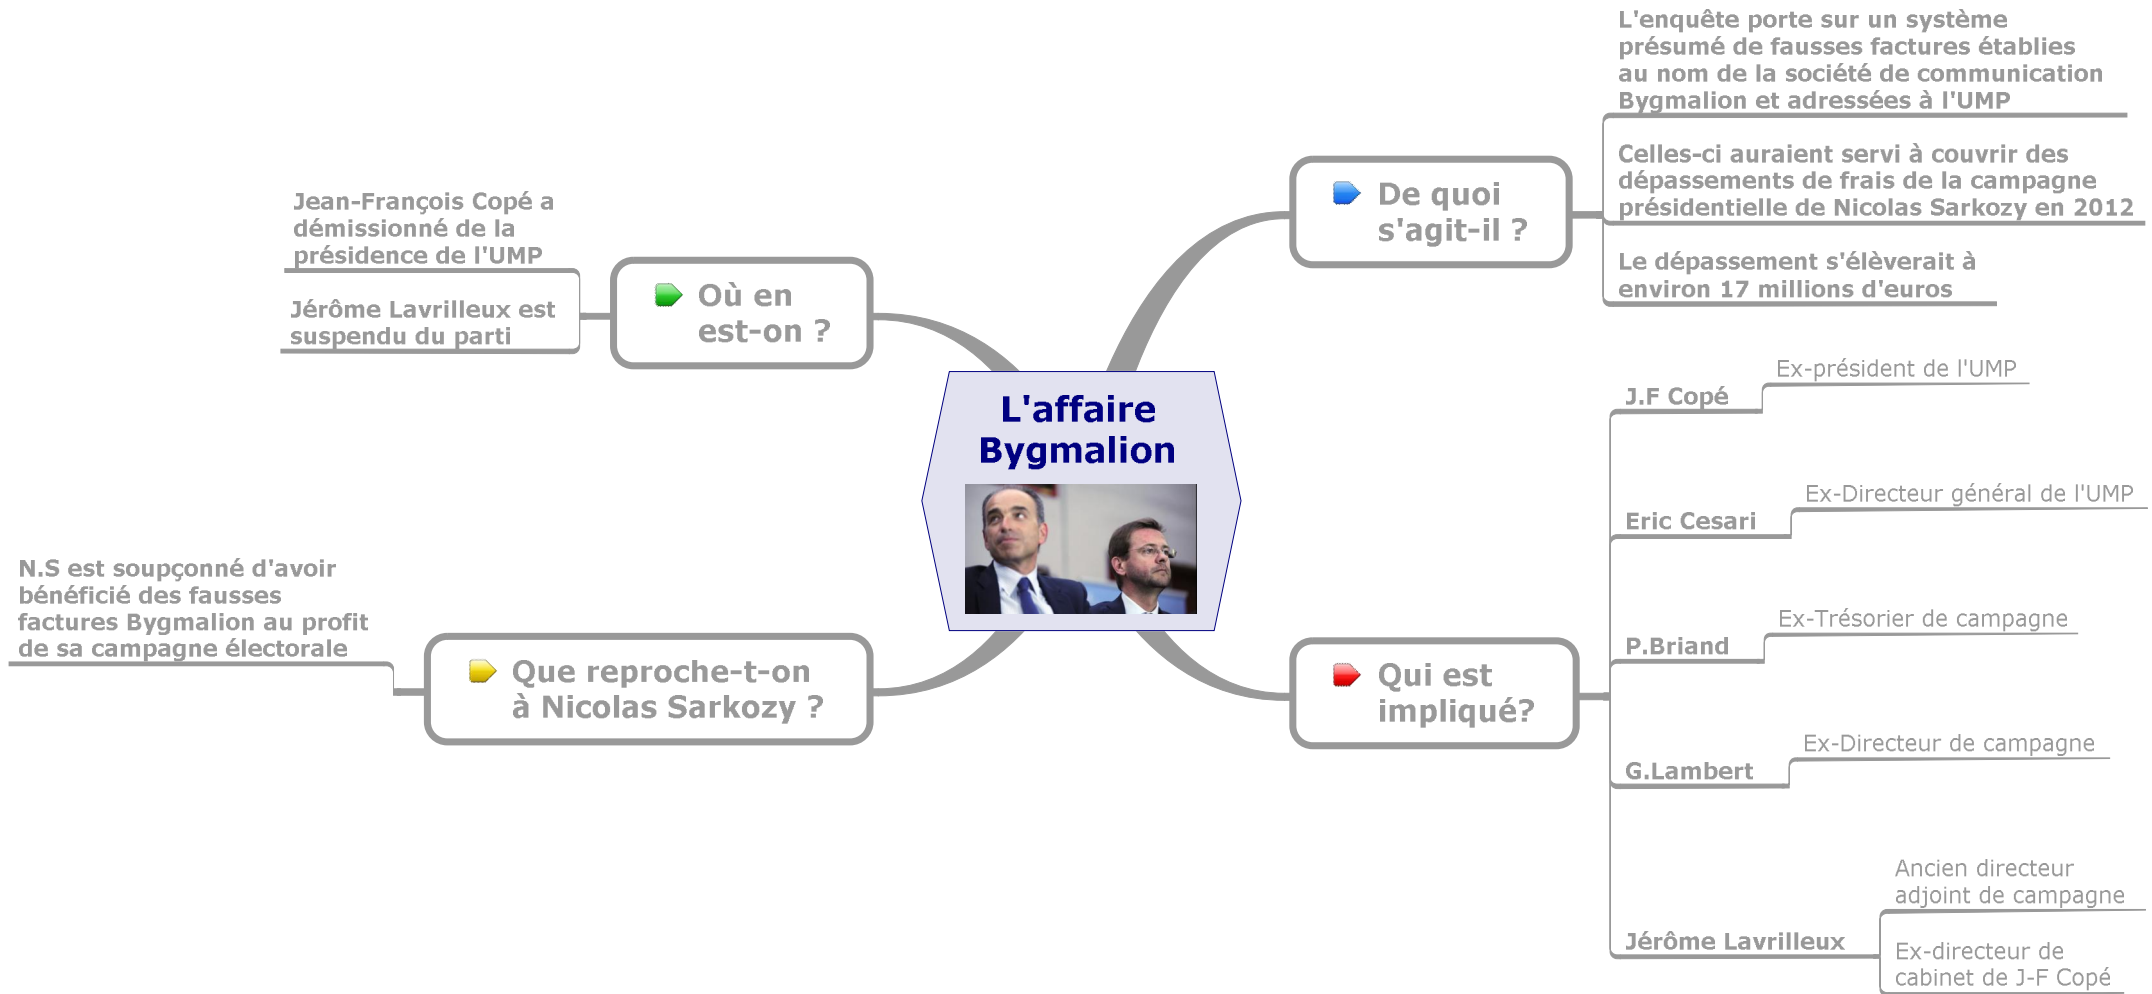 L'affaire
Bygmalion
De quoi
s'agit-il ?
L'enquête porte sur un système
présumé de fausses factures établies
au nom de la société de communication
Bygmalion et adressées à l'UMP
Celles-ci auraient servi à couvrir des
dépassements de frais de la campagne
présidentielle de Nicolas Sarkozy en 2012
Le dépassement s'élèverait à
environ 17 millions d'euros
Qui est
impliqué?
J.F Copé
Ex-président de l'UMP
Eric Cesari
Ex-Directeur général de l'UMP
P.Briand
Ex-Trésorier de campagne
G.Lambert
Ex-Directeur de campagne
Jérôme Lavrilleux
Ancien directeur
adjoint de campagne
Ex-directeur de
cabinet de J-F Copé
Que reproche-t-on
à Nicolas Sarkozy ?
N.S est soupçonné d'avoir
bénéficié des fausses
factures Bygmalion au profit
de sa campagne électorale
Où en
est-on ?
Jean-François Copé a
démissionné de la
présidence de l'UMP
Jérôme Lavrilleux est
suspendu du parti